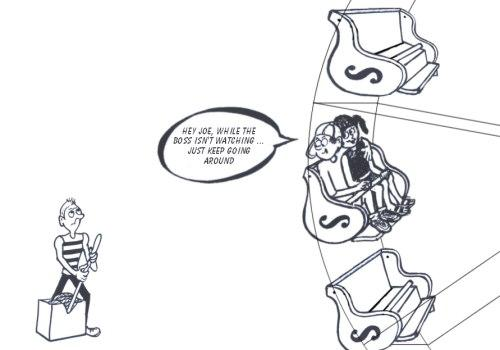 HEY JOE, WHILE THE
BOSS ISN'T WATCHING ...
JUST KEEP GOING
AROUND
S
S
S